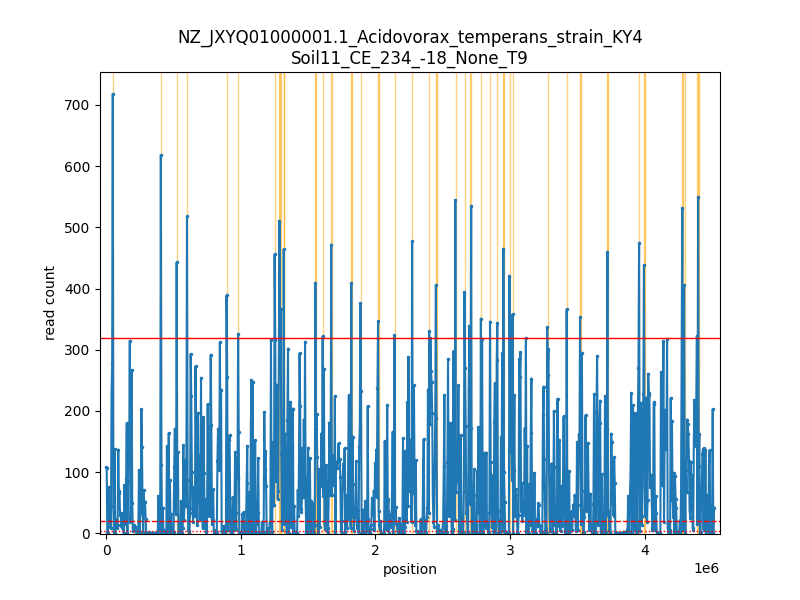 NZ_JXYQ01000001.1_Acidovorax_temperans_strain_KY4
Soil11_CE_234_-18_None_T9
700
600
500
400
300
200
100
0
read count
0
1
2
3
4
1e6
position